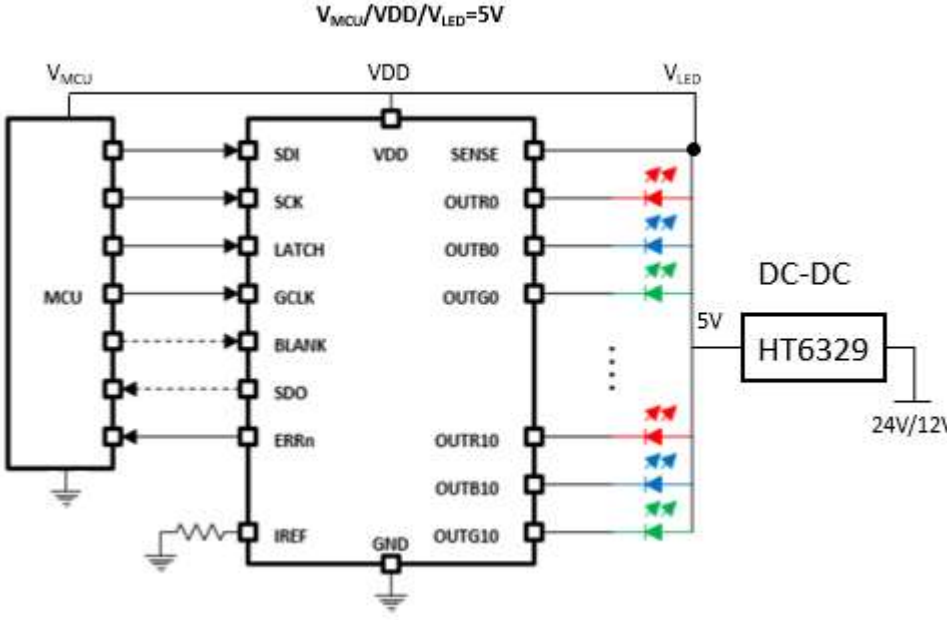 VMCU/VDD/VLED=5V
VMCU
VDD
VLED
SDI
VDD
SENSE
SCK
OUTR0
LATCH
OUTB0
MCU
GCLK
OUTG0
DC-DC
BLANK
5V
HT6329
SDO
24V/12V
ERRn
OUTR10
OUTB10
IREF
GND
OUTG10